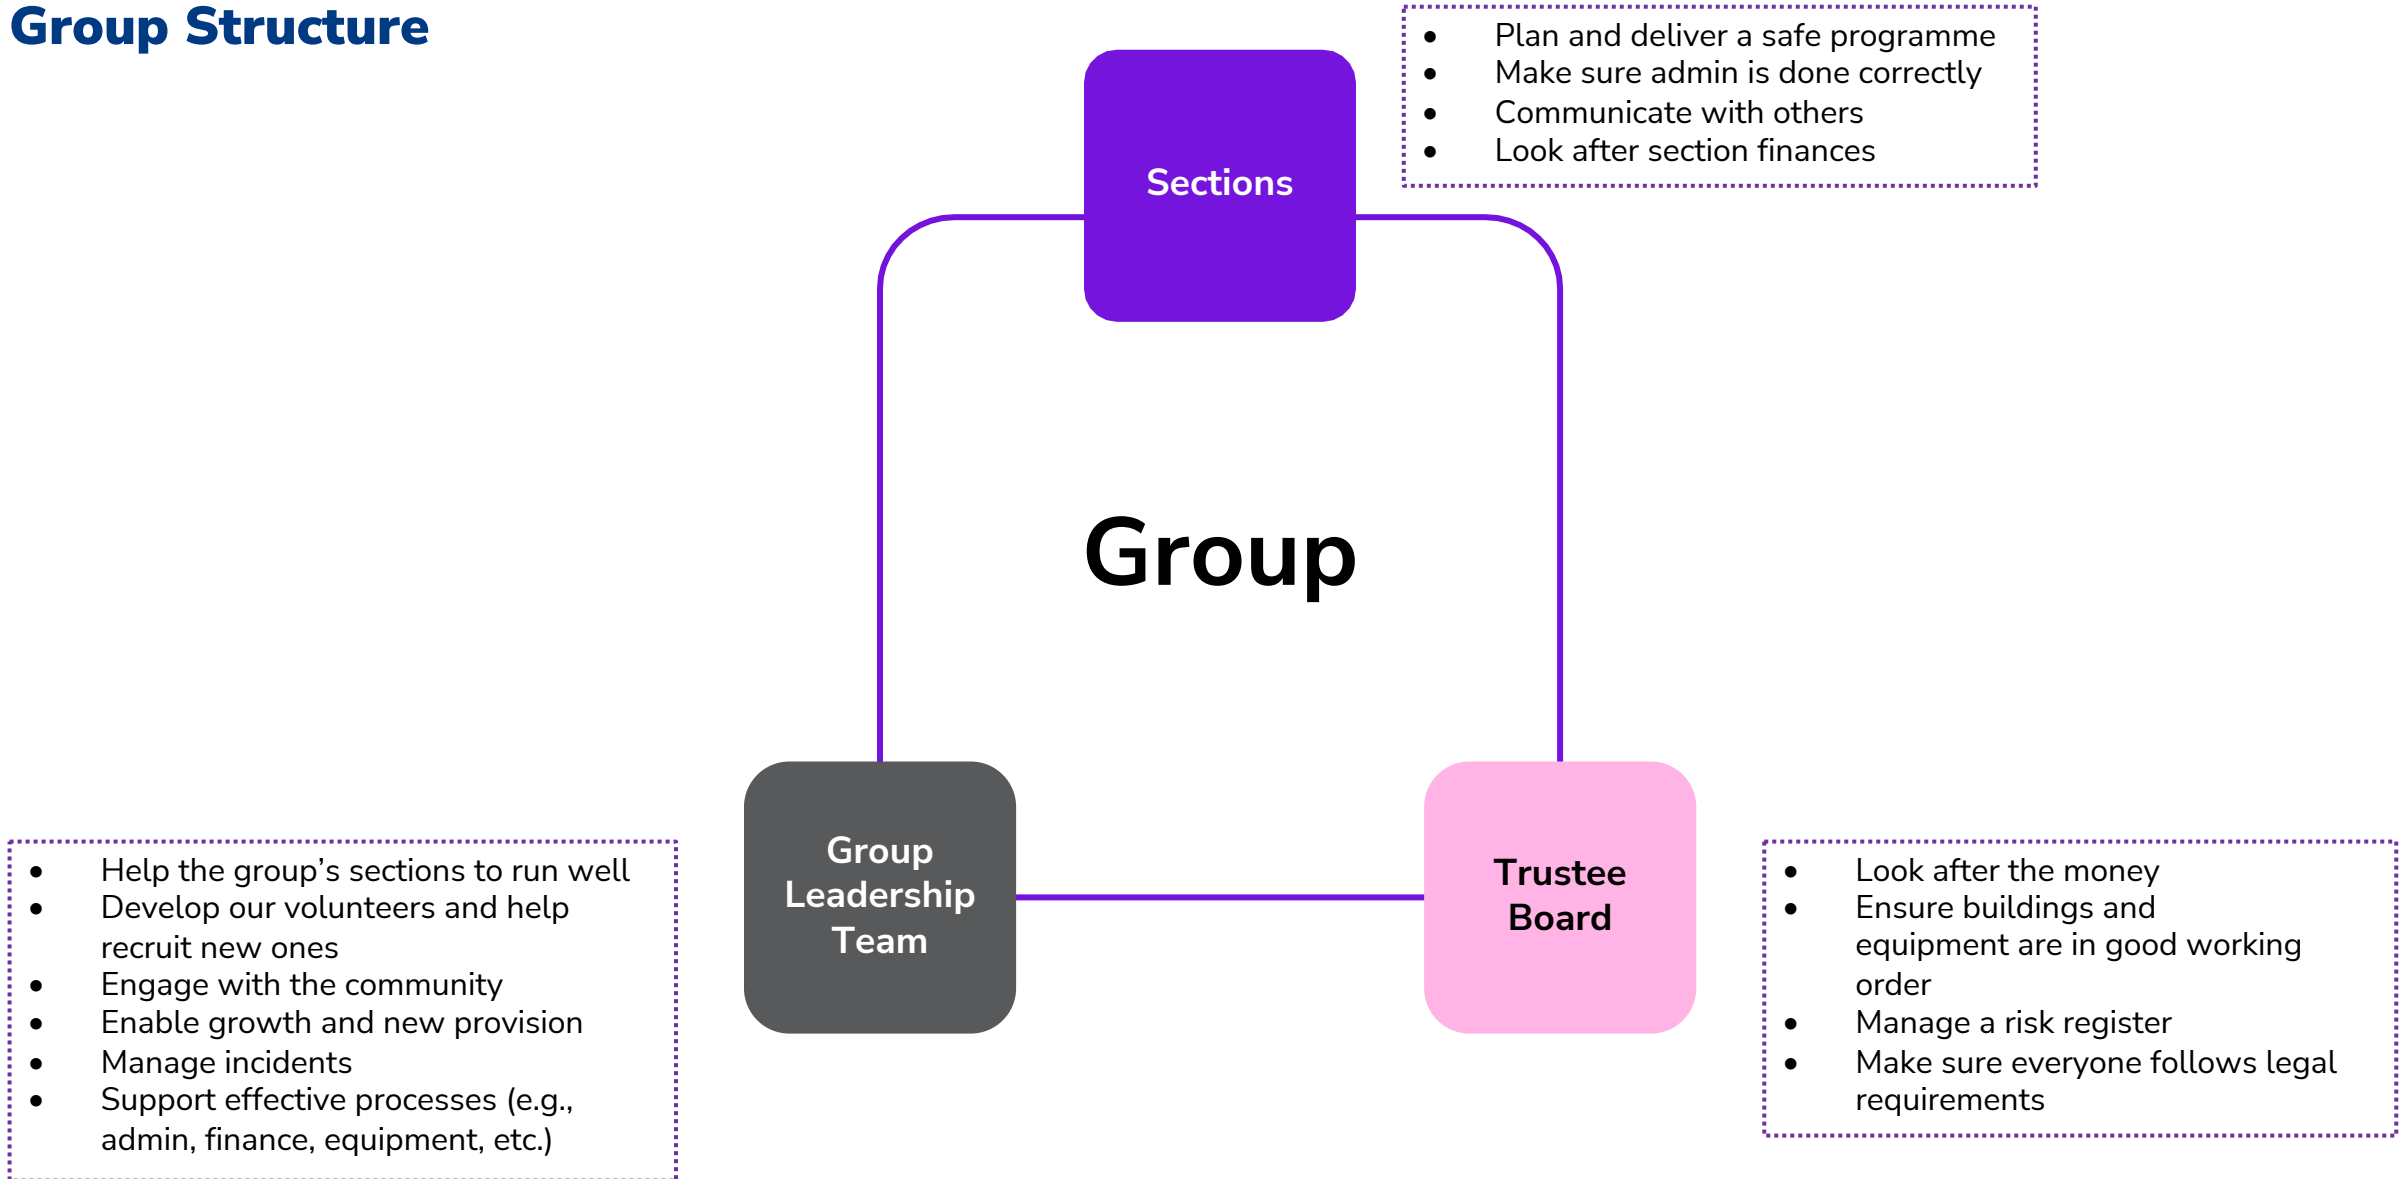 Group Structure
• Plan and deliver a safe programme
• Make sure admin is done correctly
• Communicate with others
• Look after section finances
Sections
Group
Group
Leadership
Team
Trustee
Board
• Help the group’s sections to run well
• Develop our volunteers and help
recruit new ones
• Engage with the community
• Enable growth and new provision
• Manage incidents
• Support effective processes (e.g.,
admin, finance, equipment, etc.)
• Look after the money
• Ensure buildings and
equipment are in good working
order
• Manage a risk register
• Make sure everyone follows legal
requirements